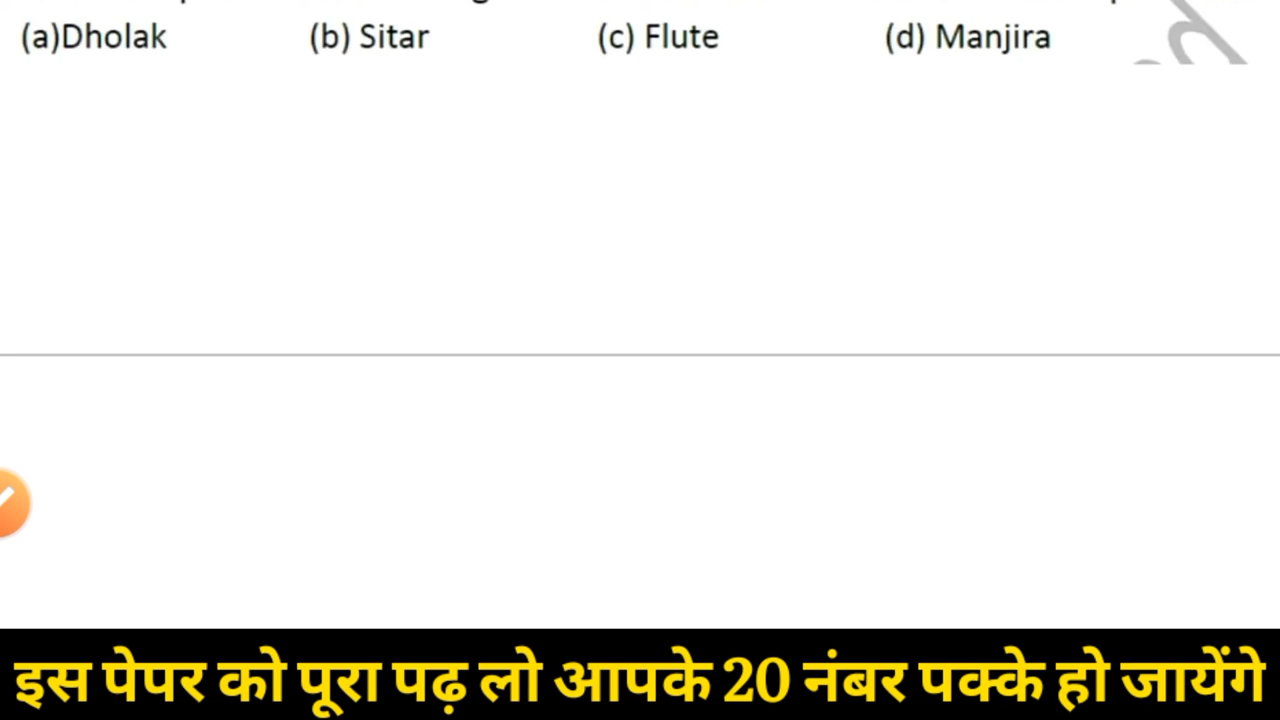 (a)Dholak (b) Sitar (c) Flute (d) Manjira
इस पेपर को पूरा पढ़ लो आपके 20 नंबर पक्के हो जायेंगे